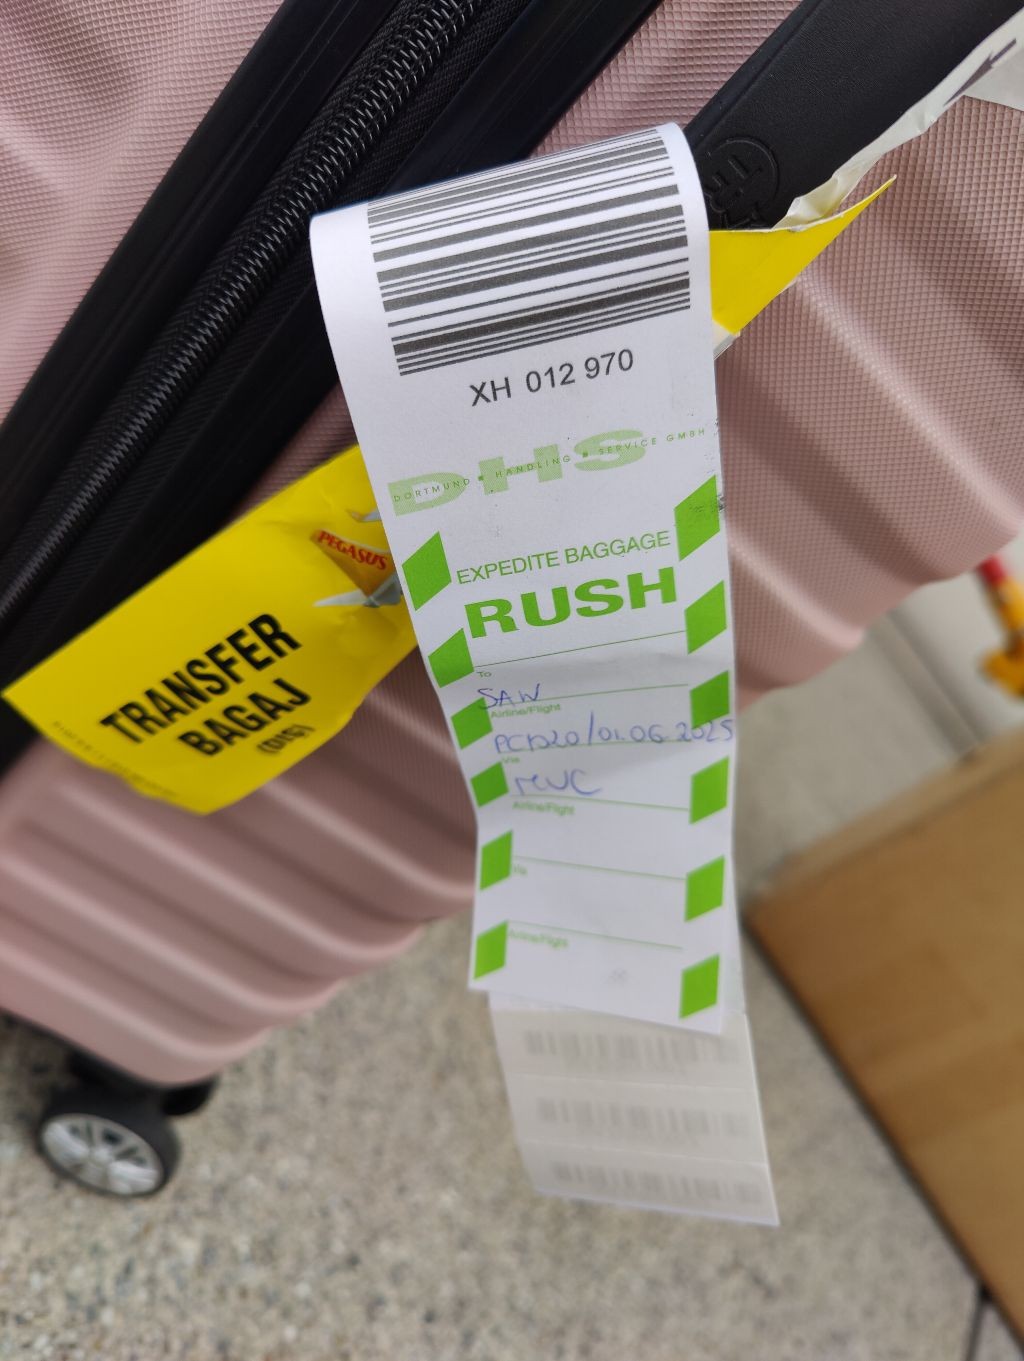 XH 012 970
DHS
DORTMUND ■ HANDLING ■ SERVICE GMBH
EXPEDITE BAGGAGE
RUSH
To
SAW
Airline/Flight
/01.06.2025
Via
Airline/Flight
Via
Airline/Flight
PEGASUS
TRANSFER
BAGAJ
(DIŞ)